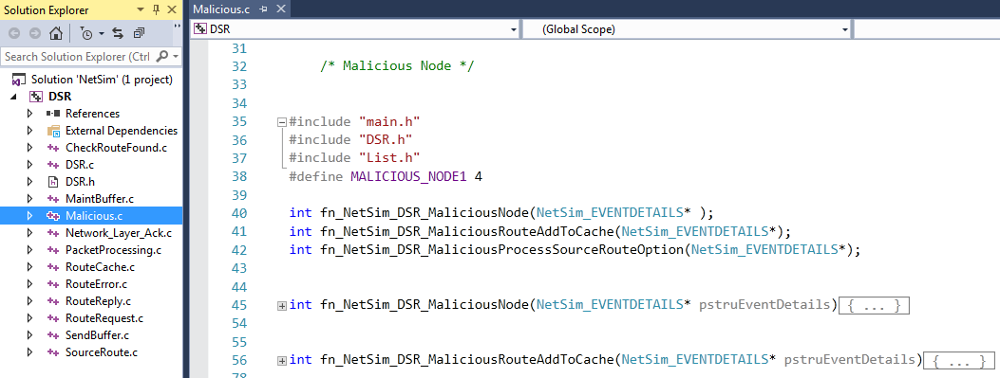 Solution Explorer
Search Solution Explorer (Ctrl
Solution 'NetSim' (1 project)
DSR
References
External Dependencies
CheckRouteFound.c
DSR.c
DSR.h
MaintBuffer.c
Malicious.c
Network_Layer_Ack.c
PacketProcessing.c
RouteCache.c
RouteError.c
RouteReply.c
RouteRequest.c
SendBuffer.c
SourceRoute.c
Malicious.c
DSR (Global Scope)
31
32 /* Malicious Node */
33
34
35 #include "main.h"
36 #include "DSR.h"
37 #include "List.h"
38 #define MALICIOUS_NODE1 4
39
40 int fn_NetSim_DSR_MaliciousNode(NetSim_EVENTDETAILS* );
41 int fn_NetSim_DSR_MaliciousRouteAddToCache(NetSim_EVENTDETAILS*);
42 int fn_NetSim_DSR_MaliciousProcessSourceRouteOption(NetSim_EVENTDETAILS*);
43
44
45 int fn_NetSim_DSR_MaliciousNode(NetSim_EVENTDETAILS* pstruEventDetails){ ... }
54
55
56 int fn_NetSim_DSR_MaliciousRouteAddToCache(NetSim_EVENTDETAILS* pstruEventDetails){ ... }
78